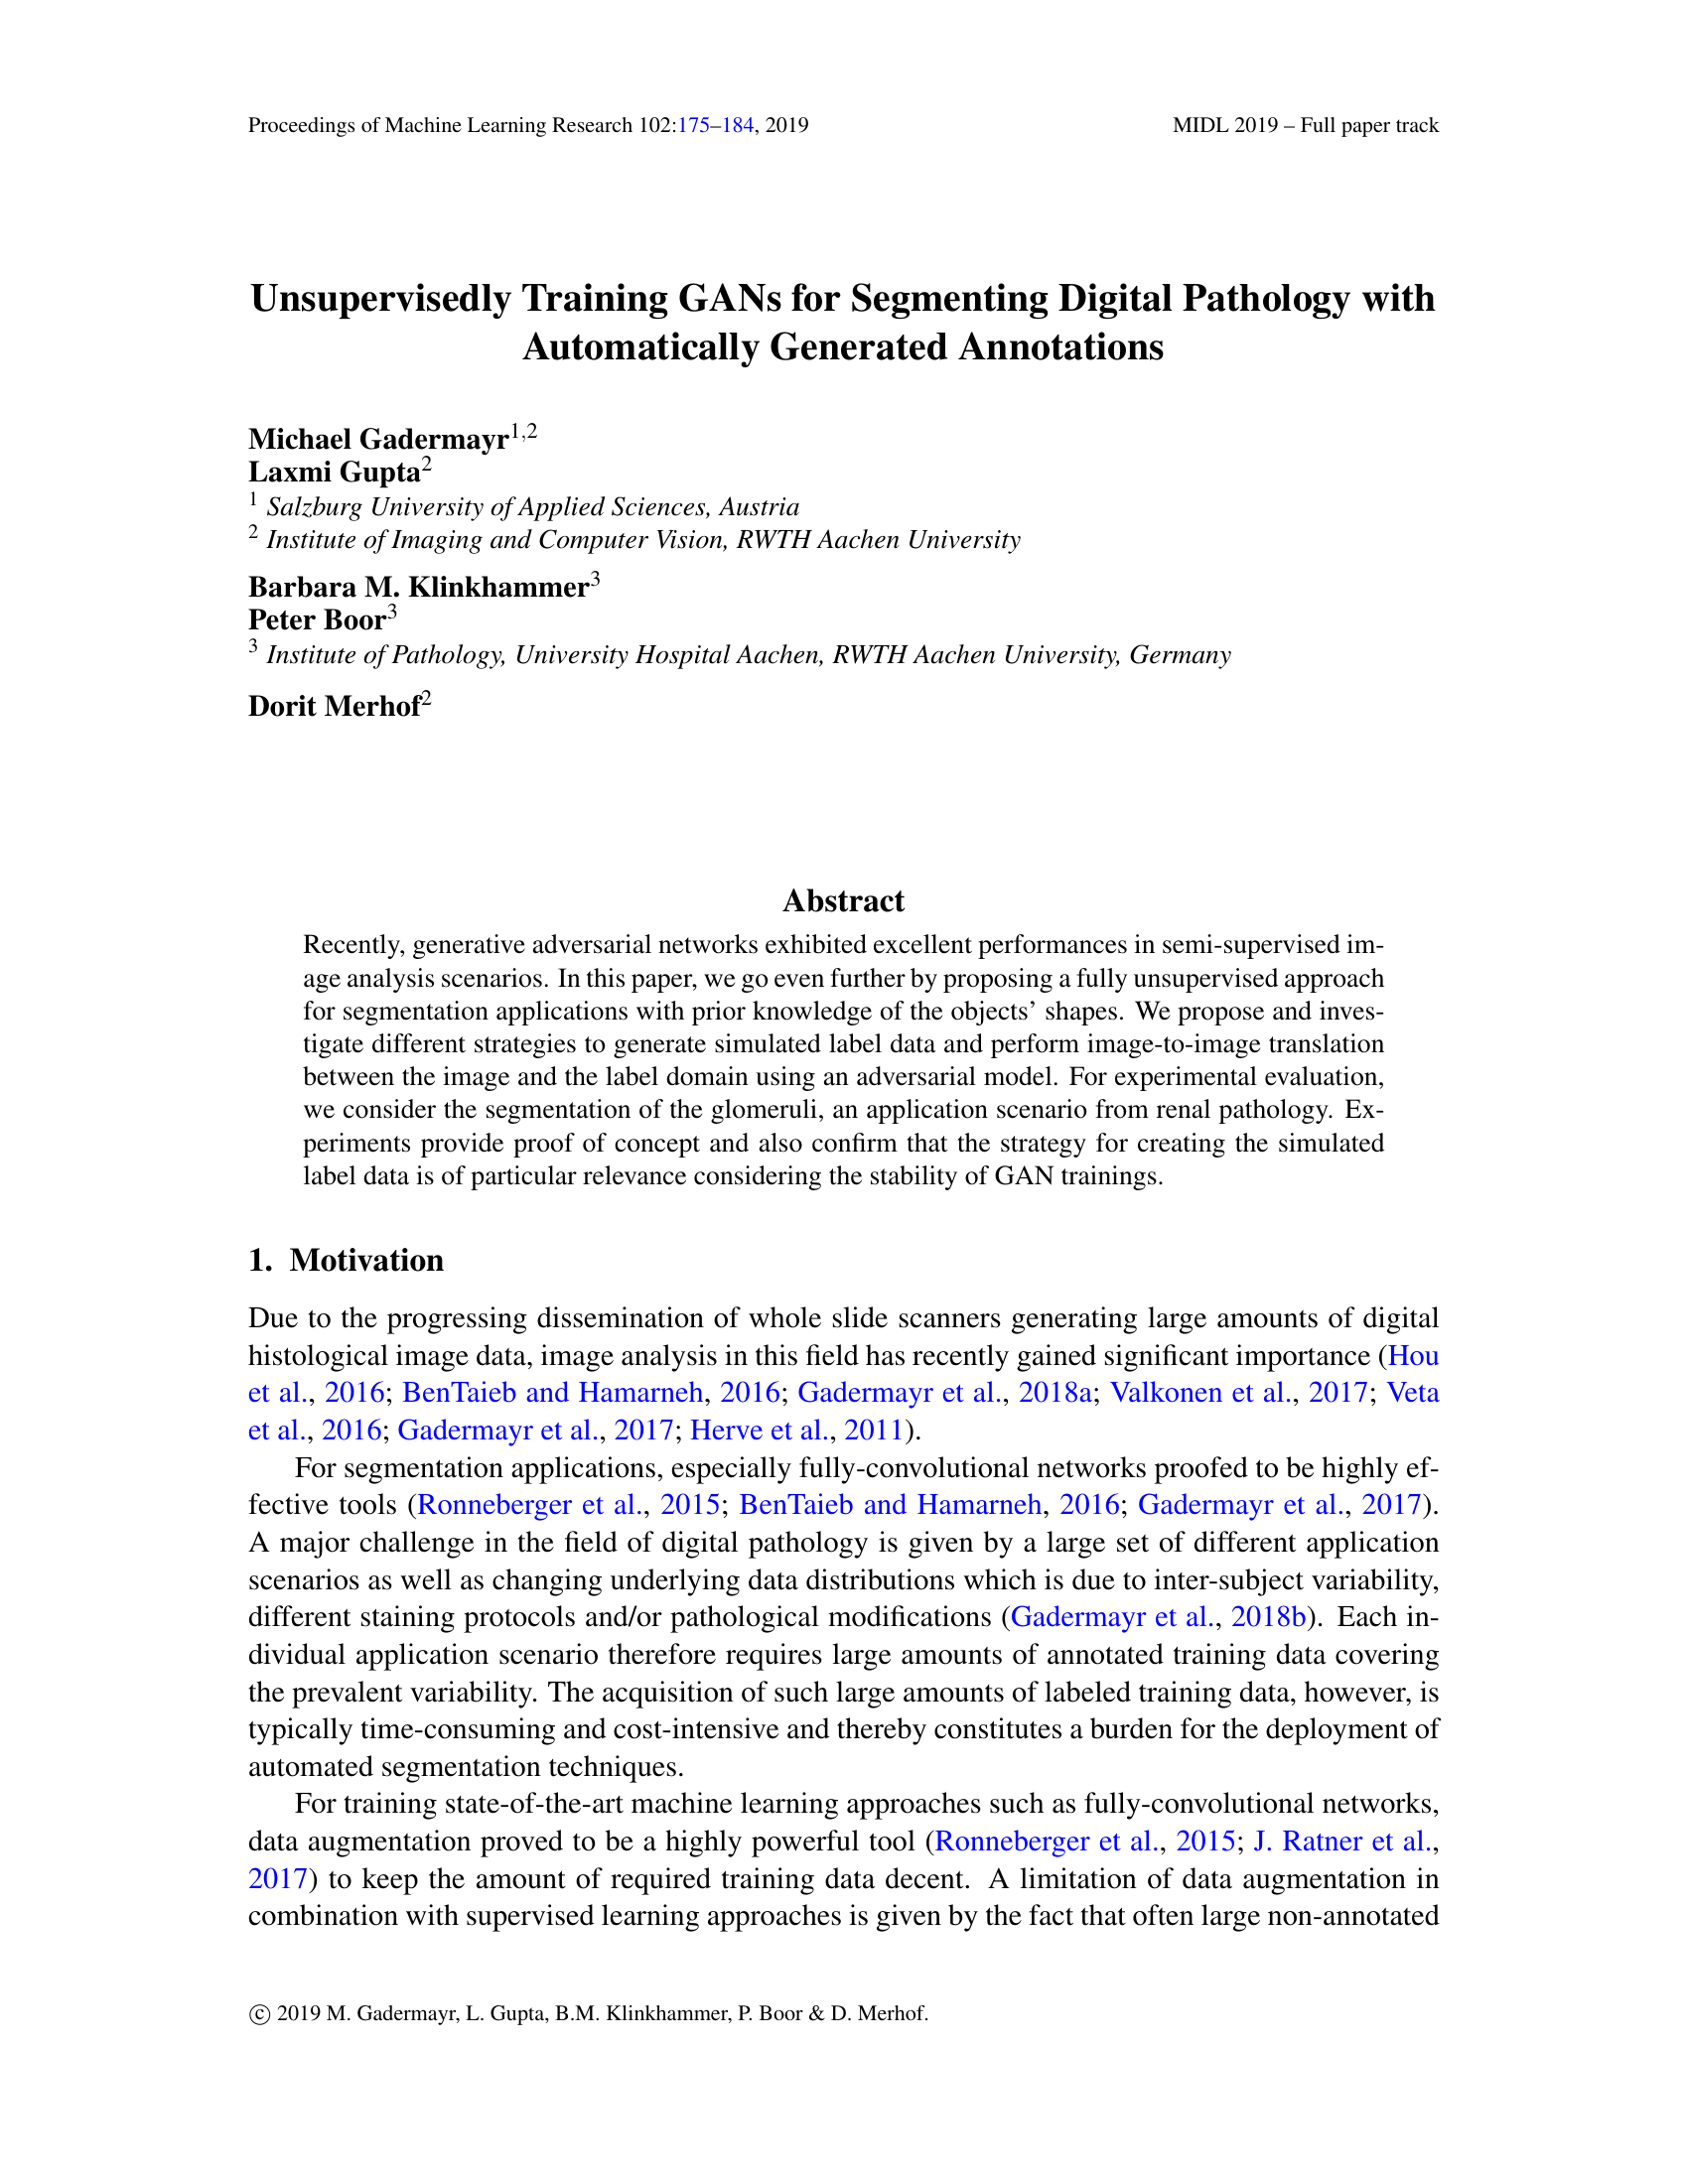 Proceedings of Machine Learning Research 102:175–184, 2019
MIDL 2019 – Full paper track
Unsupervisedly Training GANs for Segmenting Digital Pathology with
Automatically Generated Annotations
Michael Gadermayr1,2
Laxmi Gupta2
1 Salzburg University of Applied Sciences, Austria
2 Institute of Imaging and Computer Vision, RWTH Aachen University
Barbara M. Klinkhammer3
Peter Boor3
3 Institute of Pathology, University Hospital Aachen, RWTH Aachen University, Germany
Dorit Merhof2
Abstract
Recently, generative adversarial networks exhibited excellent performances in semi-supervised im-
age analysis scenarios. In this paper, we go even further by proposing a fully unsupervised approach
for segmentation applications with prior knowledge of the objects’ shapes. We propose and inves-
tigate different strategies to generate simulated label data and perform image-to-image translation
between the image and the label domain using an adversarial model. For experimental evaluation,
we consider the segmentation of the glomeruli, an application scenario from renal pathology. Ex-
periments provide proof of concept and also confirm that the strategy for creating the simulated
label data is of particular relevance considering the stability of GAN trainings.
1. Motivation
Due to the progressing dissemination of whole slide scanners generating large amounts of digital
histological image data, image analysis in this field has recently gained significant importance (Hou
et al., 2016; BenTaieb and Hamarneh, 2016; Gadermayr et al., 2018a; Valkonen et al., 2017; Veta
et al., 2016; Gadermayr et al., 2017; Herve et al., 2011).
For segmentation applications, especially fully-convolutional networks proofed to be highly ef-
fective tools (Ronneberger et al., 2015; BenTaieb and Hamarneh, 2016; Gadermayr et al., 2017).
A major challenge in the field of digital pathology is given by a large set of different application
scenarios as well as changing underlying data distributions which is due to inter-subject variability,
different staining protocols and/or pathological modifications (Gadermayr et al., 2018b). Each in-
dividual application scenario therefore requires large amounts of annotated training data covering
the prevalent variability. The acquisition of such large amounts of labeled training data, however, is
typically time-consuming and cost-intensive and thereby constitutes a burden for the deployment of
automated segmentation techniques.
For training state-of-the-art machine learning approaches such as fully-convolutional networks,
data augmentation proved to be a highly powerful tool (Ronneberger et al., 2015; J. Ratner et al.,
2017) to keep the amount of required training data decent. A limitation of data augmentation in
combination with supervised learning approaches is given by the fact that often large non-annotated
© 2019 M. Gadermayr, L. Gupta, B.M. Klinkhammer, P. Boor & D. Merhof.